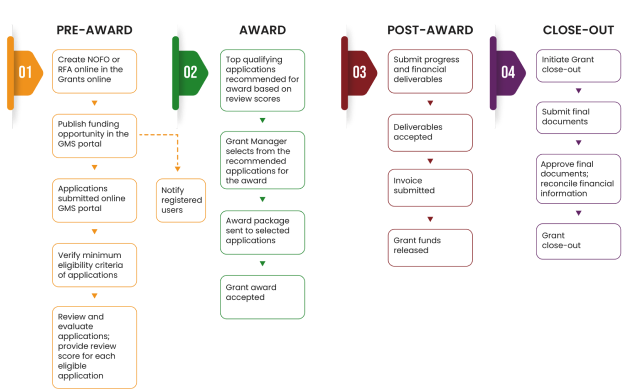 PRE-AWARD
01
Create NOFO or
RFA online in the
Grants online
Publish funding
opportunity in the
GMS portal
Notify
registered
users
Applications
submitted online
GMS portal
Verify minimum
eligibility criteria
of applications
Review and
evaluate
applications;
provide review
score for each
eligible
application
AWARD
02
Top qualifying
applications
recommended for
award based on
review scores
Grant Manager
selects from the
recommended
applications for
the award
Award package
sent to selected
applications
Grant award
accepted
POST-AWARD
03
Submit progress
and financial
deliverables
Deliverables
accepted
Invoice
submitted
Grant funds
released
CLOSE-OUT
04
Initiate Grant
close-out
Submit final
documents
Approve final
documents;
reconcile financial
information
Grant
close-out